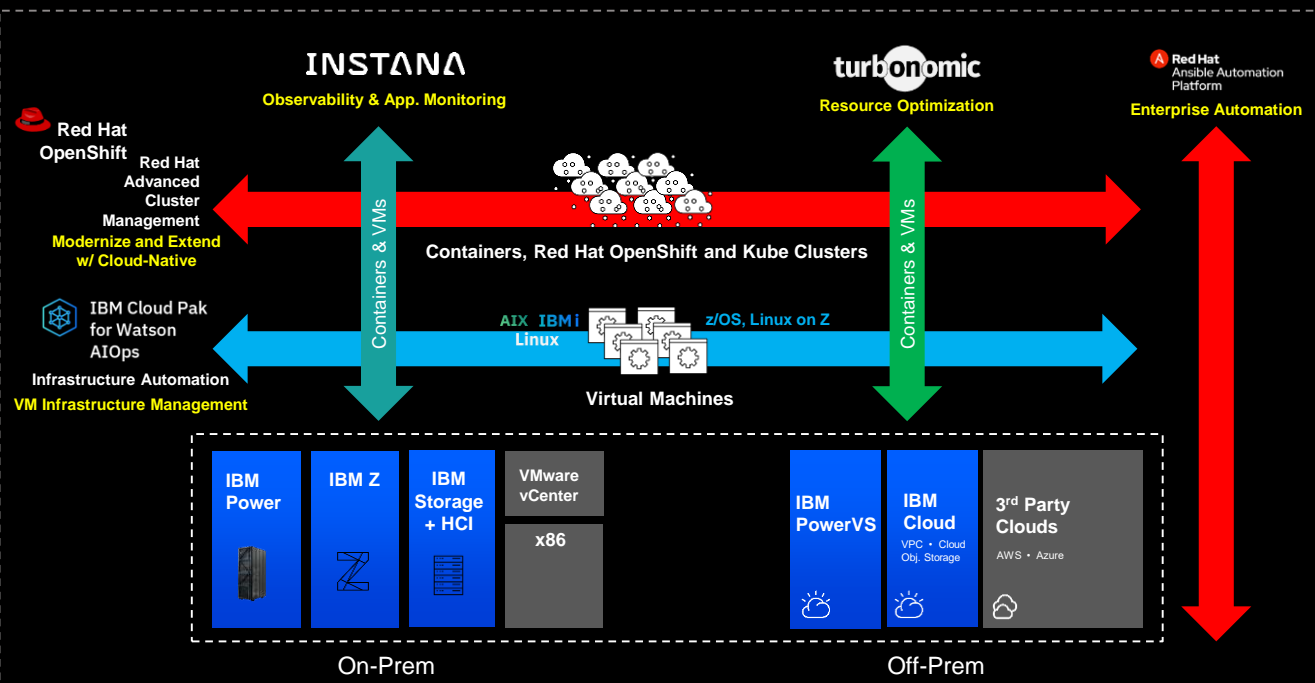 INSTANA
Observability & App. Monitoring
turbonomic
Resource Optimization
Red Hat
Ansible Automation
Platform
Enterprise Automation
Red Hat
OpenShift
Red Hat
Advanced
Cluster
Management
Modernize and Extend
w/ Cloud-Native
Containers & VMs
Containers, Red Hat OpenShift and Kube Clusters
Containers & VMs
IBM Cloud Pak
for Watson
AIOps
Infrastructure Automation
VM Infrastructure Management
AIX IBM i
Linux
z/OS, Linux on Z
Virtual Machines
IBM
Power
IBM Z
IBM
Storage
+ HCI
VMware
vCenter
x86
IBM
PowerVS
IBM
Cloud
VPC • Cloud
Obj. Storage
3rd Party
Clouds
AWS • Azure
On-Prem
Off-Prem